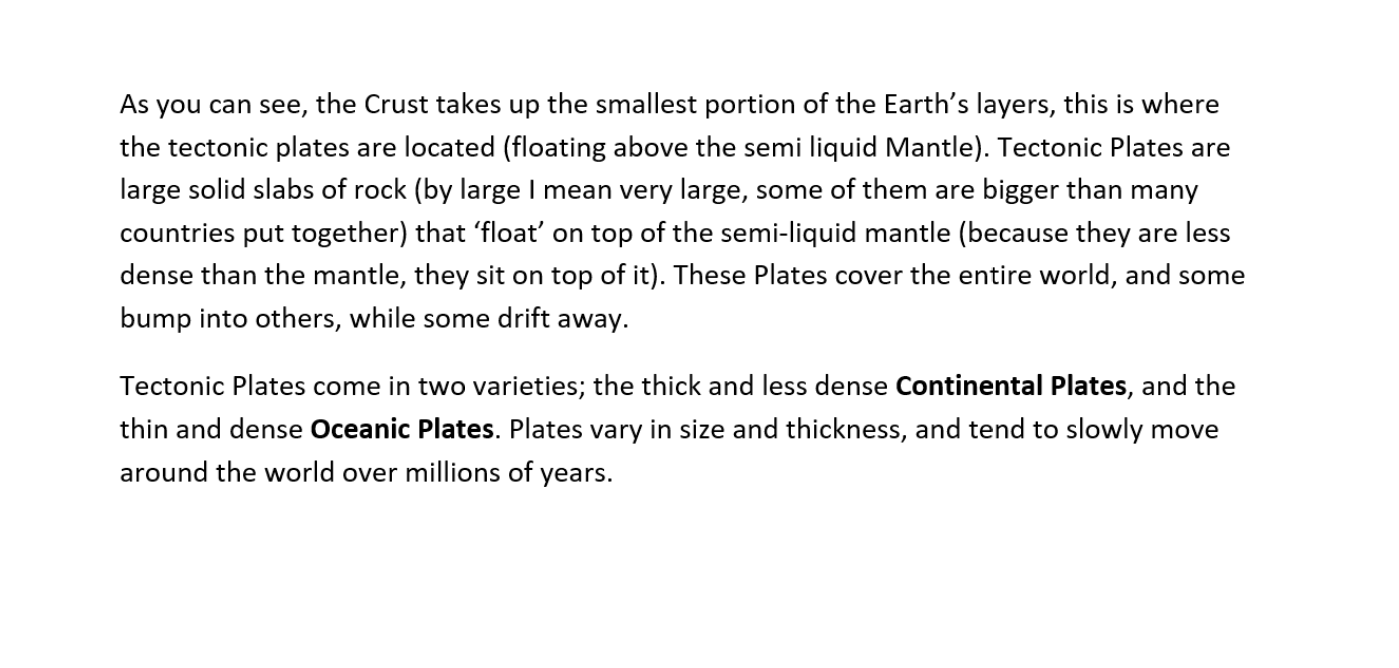 As you can see, the Crust takes up the smallest portion of the Earth’s layers, this is where
the tectonic plates are located (floating above the semi liquid Mantle). Tectonic Plates are
large solid slabs of rock (by large I mean very large, some of them are bigger than many
countries put together) that ‘float’ on top of the semi-liquid mantle (because they are less
dense than the mantle, they sit on top of it). These Plates cover the entire world, and some
bump into others, while some drift away.
Tectonic Plates come in two varieties; the thick and less dense Continental Plates, and the
thin and dense Oceanic Plates. Plates vary in size and thickness, and tend to slowly move
around the world over millions of years.